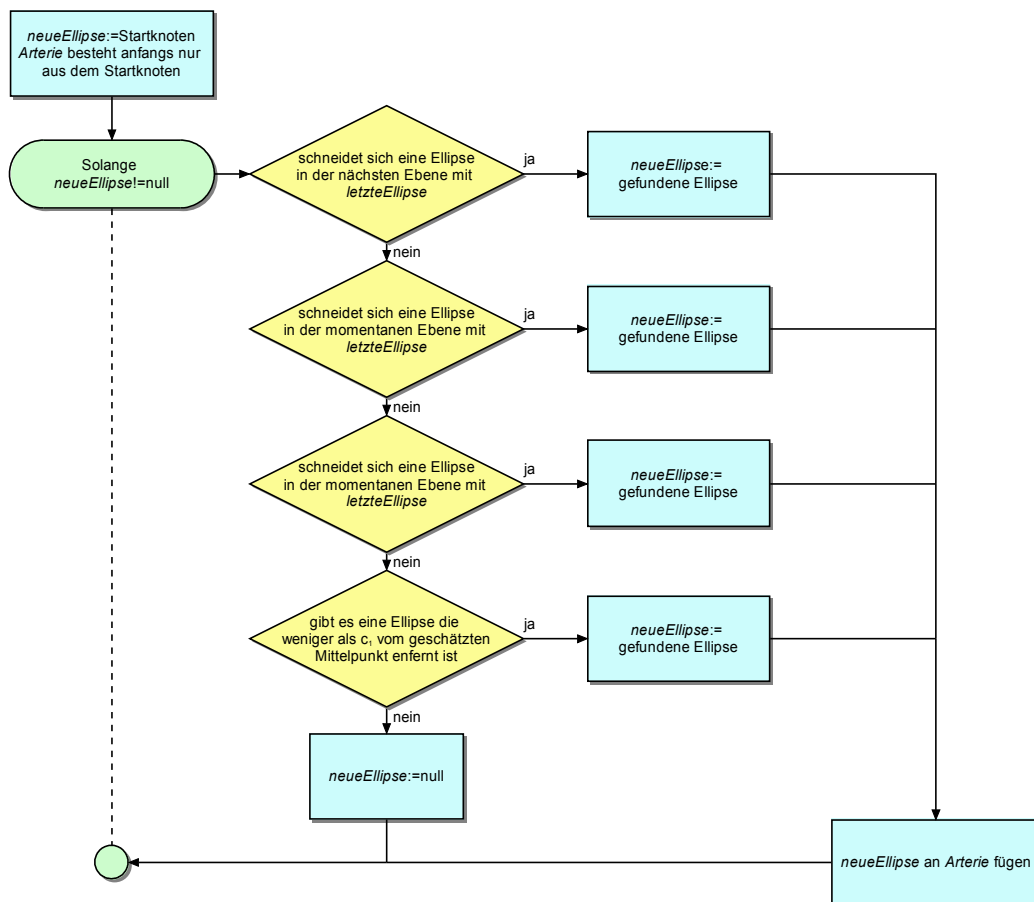 neueEllipse:=Startknoten
Arterie besteht anfangs nur
aus dem Startknoten
Solange
neueEllipse!=null
schneidet sich eine Ellipse
in der nächsten Ebene mit
letzteEllipse
ja
neueEllipse:=
gefundene Ellipse
nein
schneidet sich eine Ellipse
in der momentanen Ebene mit
letzteEllipse
ja
neueEllipse:=
gefundene Ellipse
nein
schneidet sich eine Ellipse
in der momentanen Ebene mit
letzteEllipse
ja
neueEllipse:=
gefundene Ellipse
nein
gibt es eine Ellipse die
weniger als c₁ vom geschätzten
Mittelpunkt enfernt ist
ja
neueEllipse:=
gefundene Ellipse
nein
neueEllipse:=null
neueEllipse an Arterie fügen